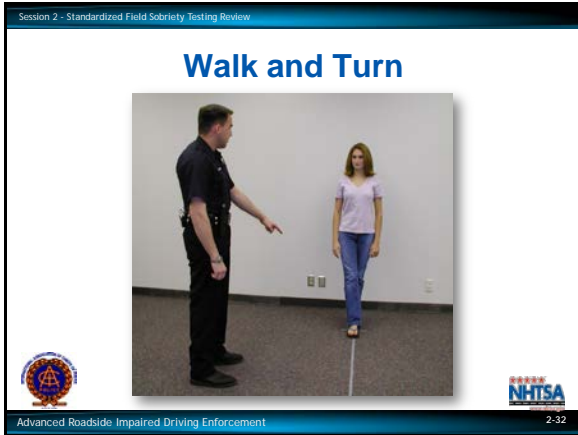 Session 2 - Standardized Field Sobriety Testing Review
Walk and Turn
NHTSA
Advanced Roadside Impaired Driving Enforcement
2-32